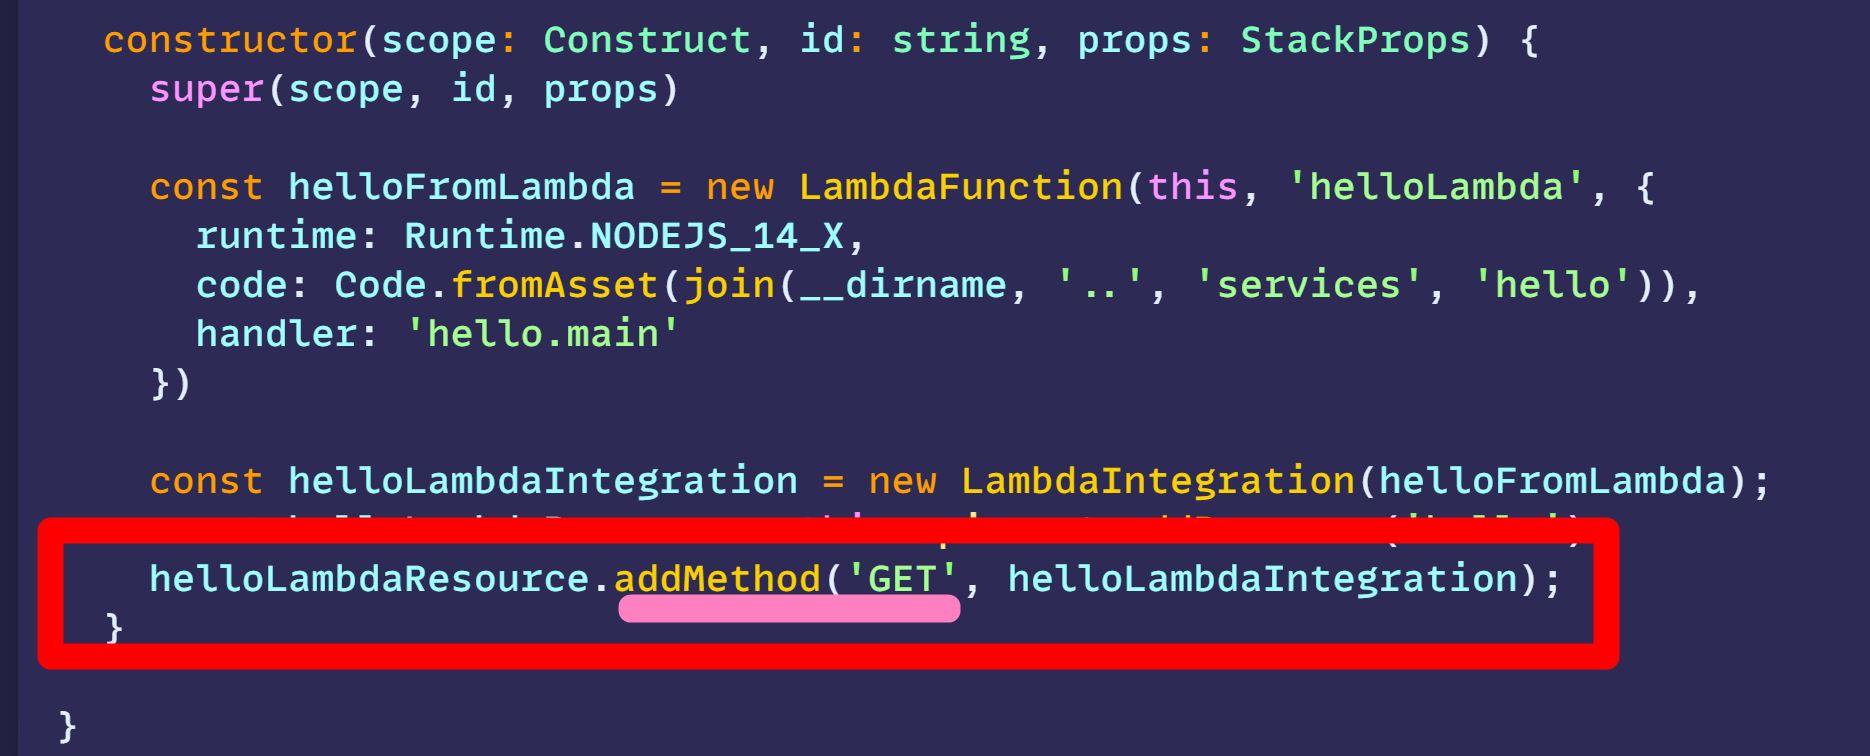 constructor(scope: Construct, id: string, props: StackProps) {
super(scope, id, props)
const helloFromLambda = new LambdaFunction(this, 'helloLambda', {
runtime: Runtime.NODEJS_14_X,
code: Code.fromAsset(join(__dirname, '..', 'services', 'hello')),
handler: 'hello.main'
})
const helloLambdaIntegration = new LambdaIntegration(helloFromLambda);
helloLambdaResource.addMethod('GET', helloLambdaIntegration);
}
}